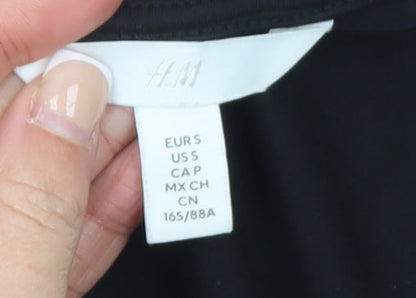 H&M
EUR S
US S
CA P
MX CH
CN
165/88A